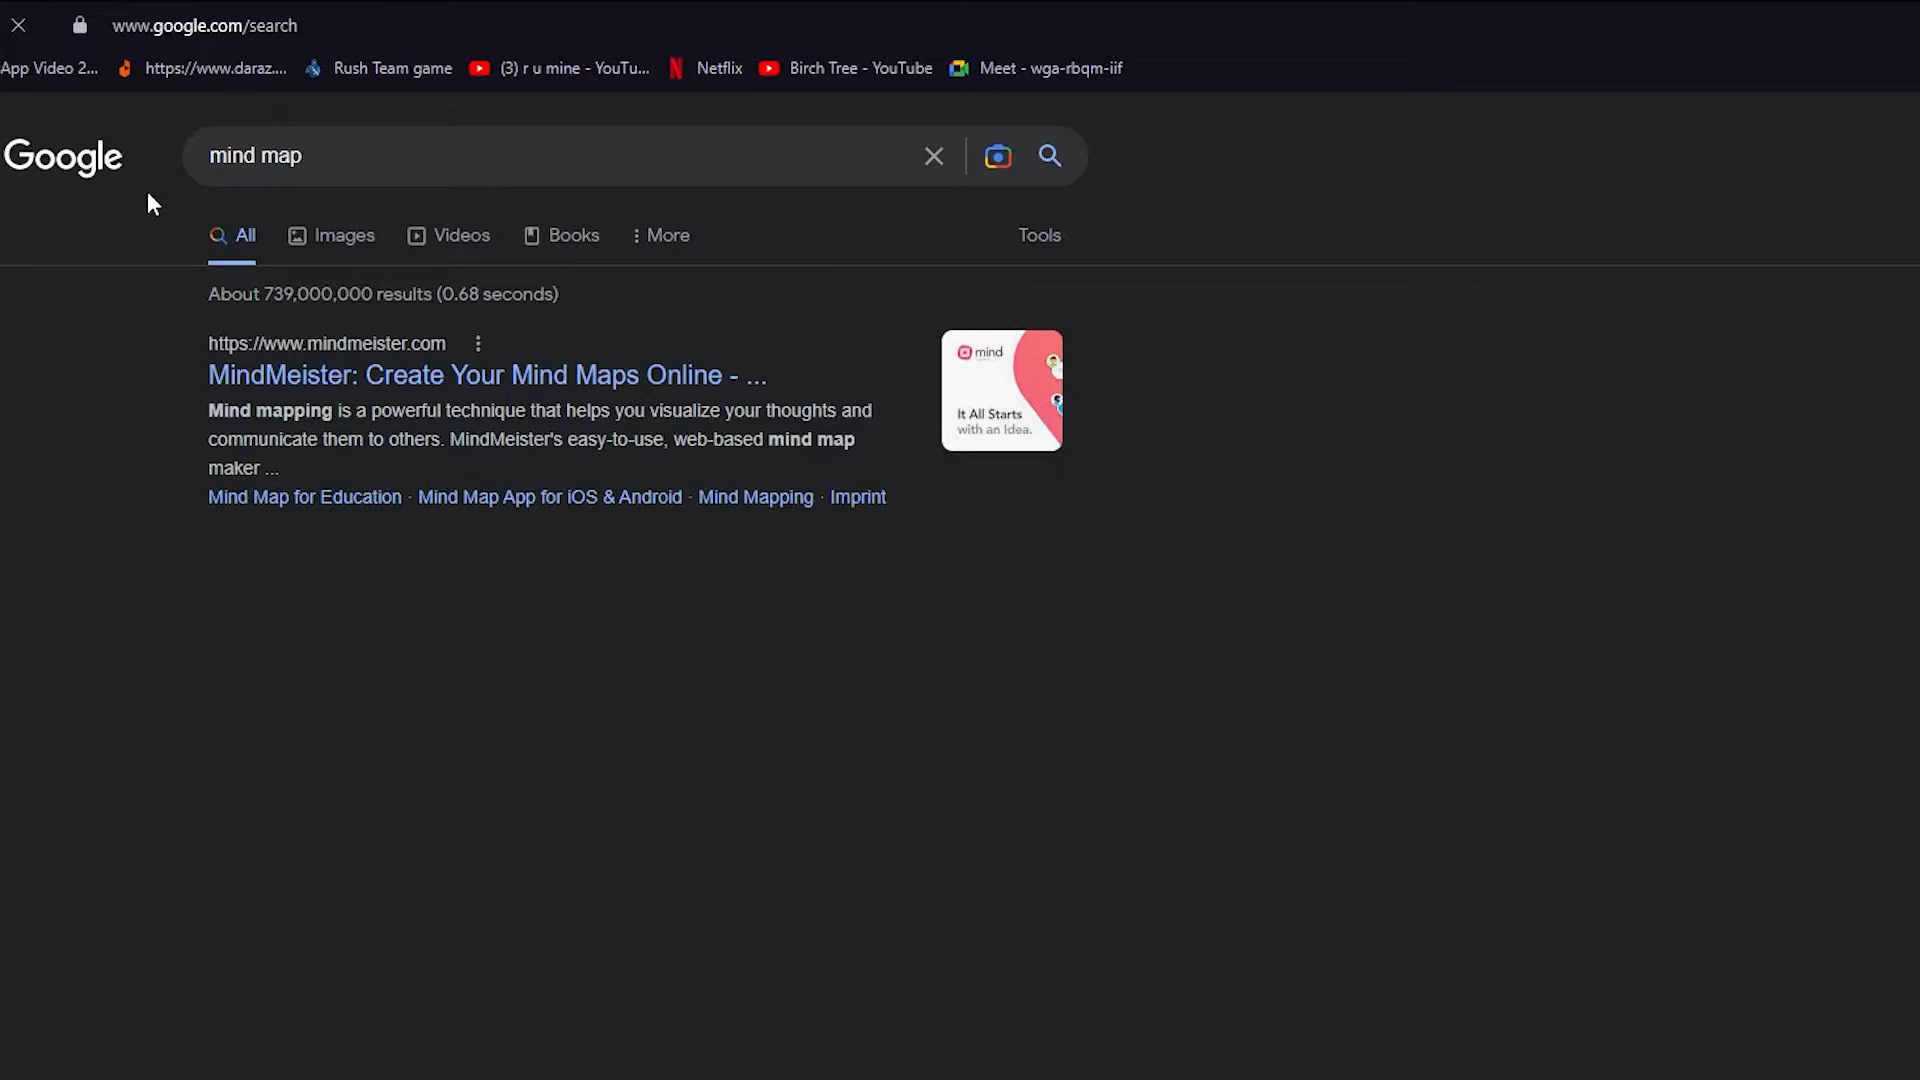 www.google.com/search
App Video 2... https://www.daraz.... Rush Team game (3) r u mine - YouTu... Netflix Birch Tree - YouTube Meet - wga-rbqm-iif
Google mind map
All Images Videos Books More Tools
About 739,000,000 results (0.68 seconds)
https://www.mindmeister.com
MindMeister: Create Your Mind Maps Online - ...
Mind mapping is a powerful technique that helps you visualize your thoughts and
communicate them to others. MindMeister's easy-to-use, web-based mind map
maker ...
Mind Map for Education · Mind Map App for iOS & Android · Mind Mapping · Imprint
mind
It All Starts
with an Idea.